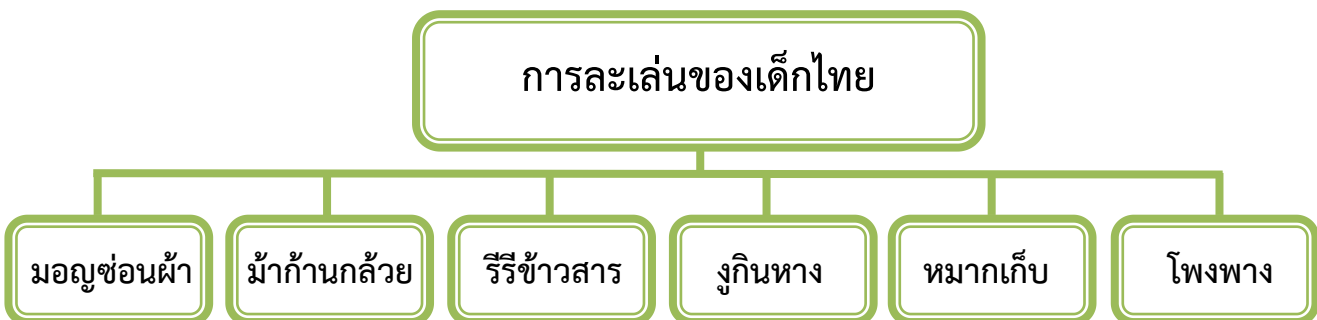 การละเล่นของเด็กไทย
มอญซ่อนผ้า
ม้าก้านกล้วย
รีรีข้าวสาร
งูกินหาง
หมากเก็บ
โพงพาง